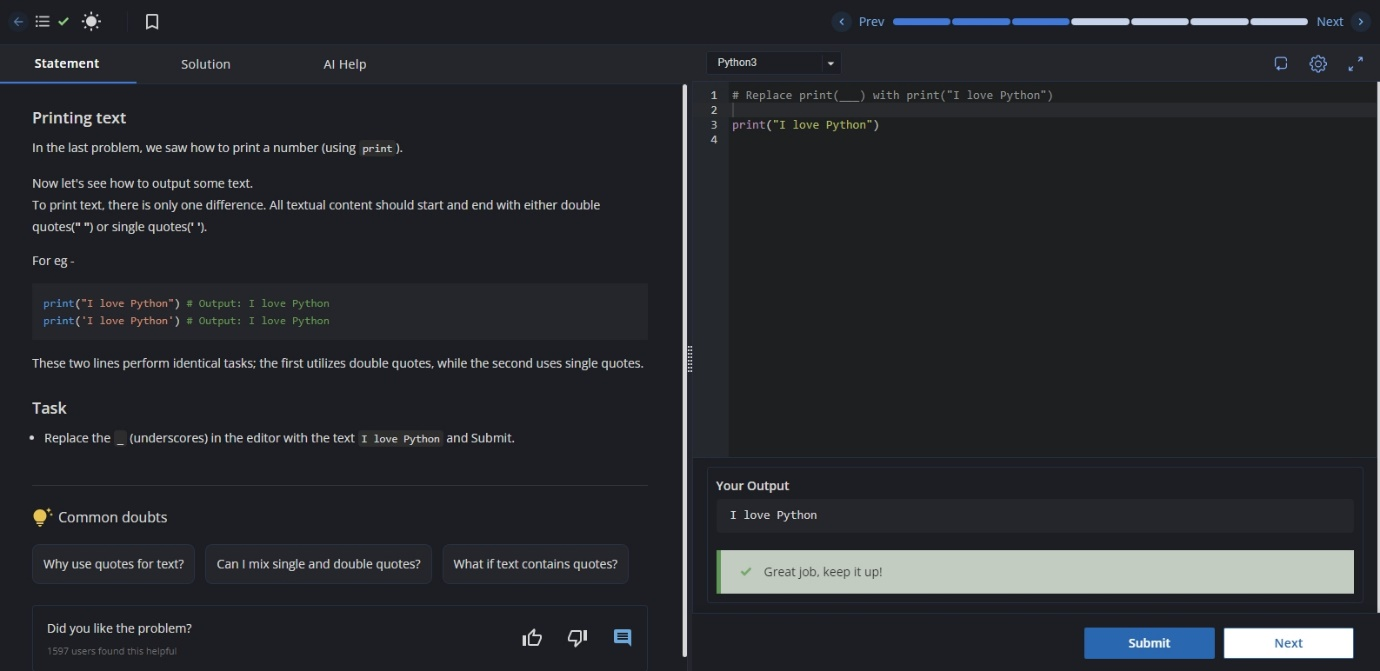 Prev
Next
Statement
Solution
AI Help
Printing text
In the last problem, we saw how to print a number (using print ).
Now let's see how to output some text.
To print text, there is only one difference. All textual content should start and end with either double
quotes(" ") or single quotes(' ').
For eg -
print("I love Python") # Output: I love Python
print('I love Python') # Output: I love Python
These two lines perform identical tasks; the first utilizes double quotes, while the second uses single quotes.
Task
• Replace the _ (underscores) in the editor with the text I love Python and Submit.
Common doubts
Why use quotes for text?
Can I mix single and double quotes?
What if text contains quotes?
Did you like the problem?
1597 users found this helpful
Python3
1 # Replace print(___) with print("I love Python")
2
3 print("I love Python")
4
Your Output
I love Python
Great job, keep it up!
Submit
Next